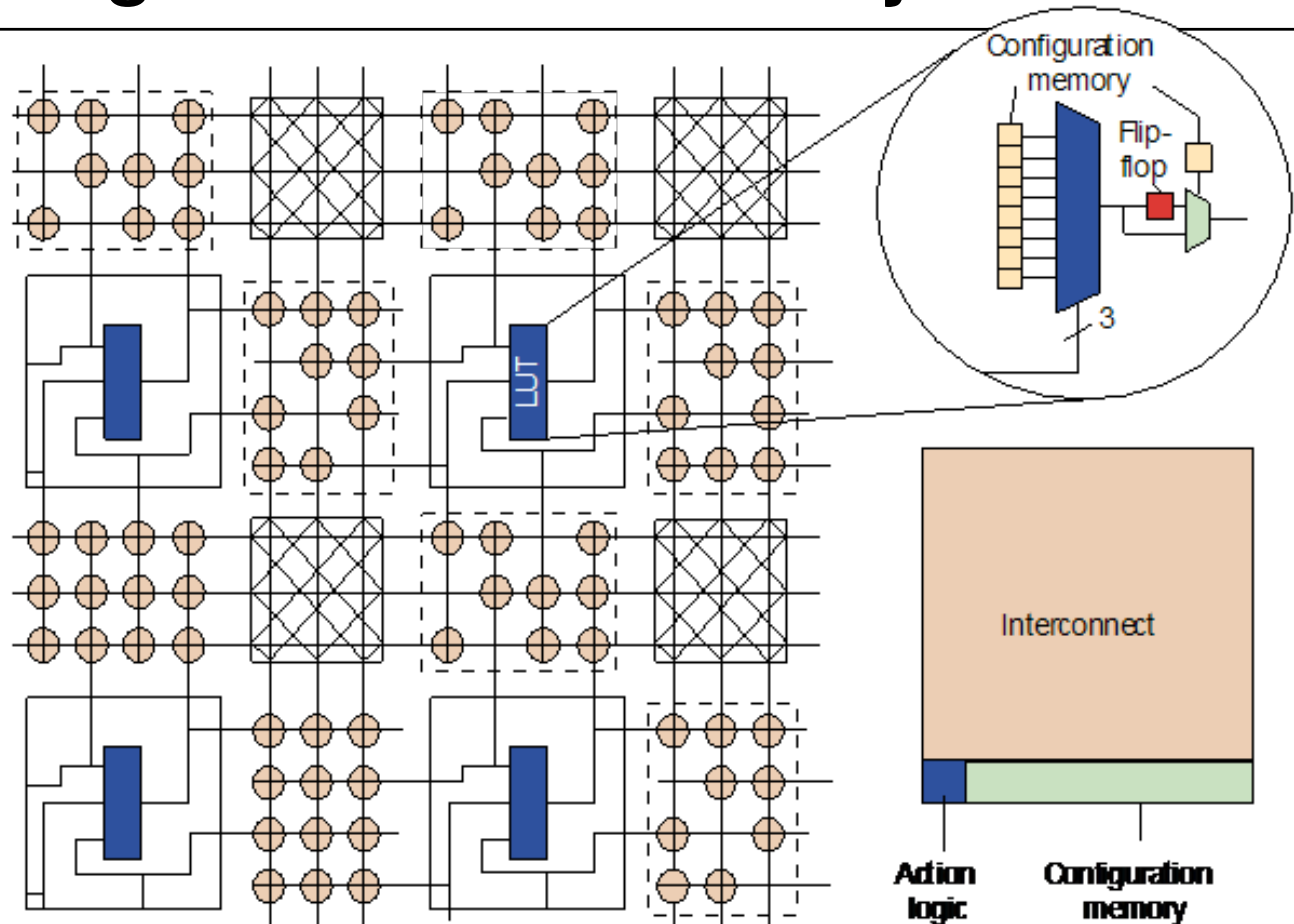 Configuration
memory
Flip-
flop
3
LUT
Interconnect
Action
logic
Configuration
memory